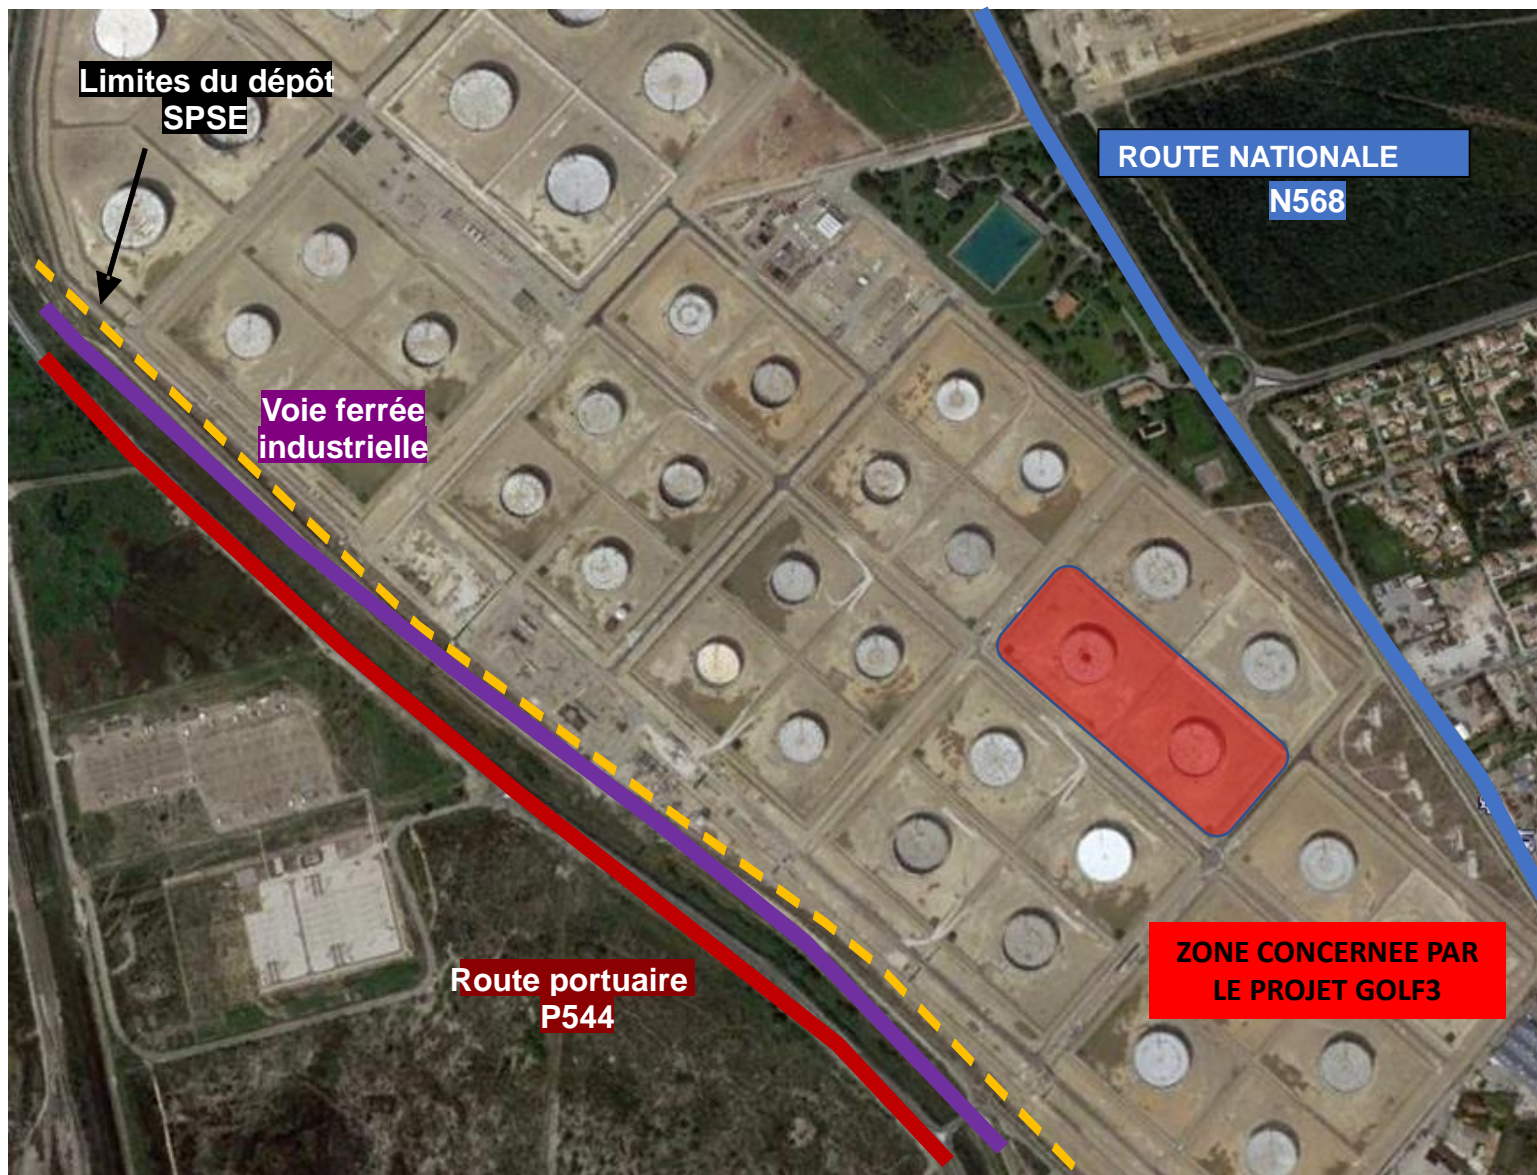 Limites du dépôt
SPSE
ROUTE NATIONALE
N568
Voie ferrée
industrielle
Route portuaire
P544
ZONE CONCERNEE PAR
LE PROJET GOLF3